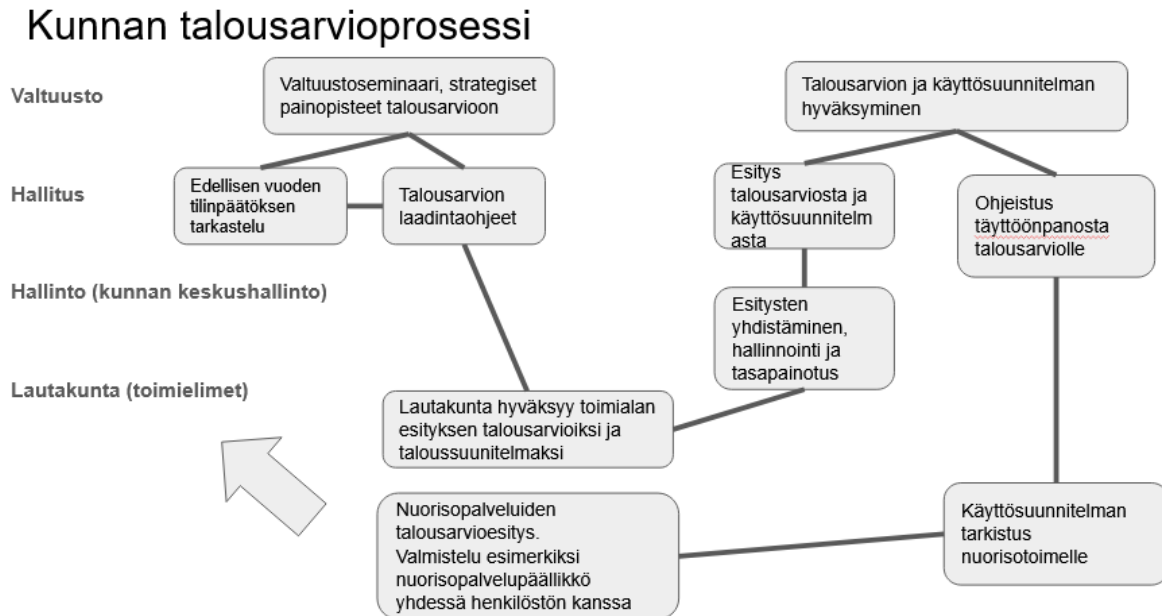 Kunnan talousarvioprosessi
Valtuusto
Valtuustoseminaari, strategiset
painopisteet talousarvioon
Talousarvion ja käyttösuunnitelman
hyväksyminen
Hallitus
Edellisen vuoden
tilinpäätöksen
tarkastelu
Talousarvion
laadintaohjeet
Esitys
talousarviosta ja
käyttösuunnitelm
asta
Ohjeistus
täyttöönpanosta
talousarviolle
Hallinto (kunnan keskushallinto)
Esitysten
yhdistäminen,
hallinnointi ja
tasapainotus
Lautakunta (toimielimet)
Lautakunta hyväksyy toimialan
esityksen talousarvioiksi ja
taloussuunitelmaksi
Nuorisopalveluiden
talousarvioesitys.
Valmistelu esimerkiksi
nuorisopalvelupäällikkö
yhdessä henkilöstön kanssa
Käyttösuunnitelman
tarkistus
nuorisotoimelle